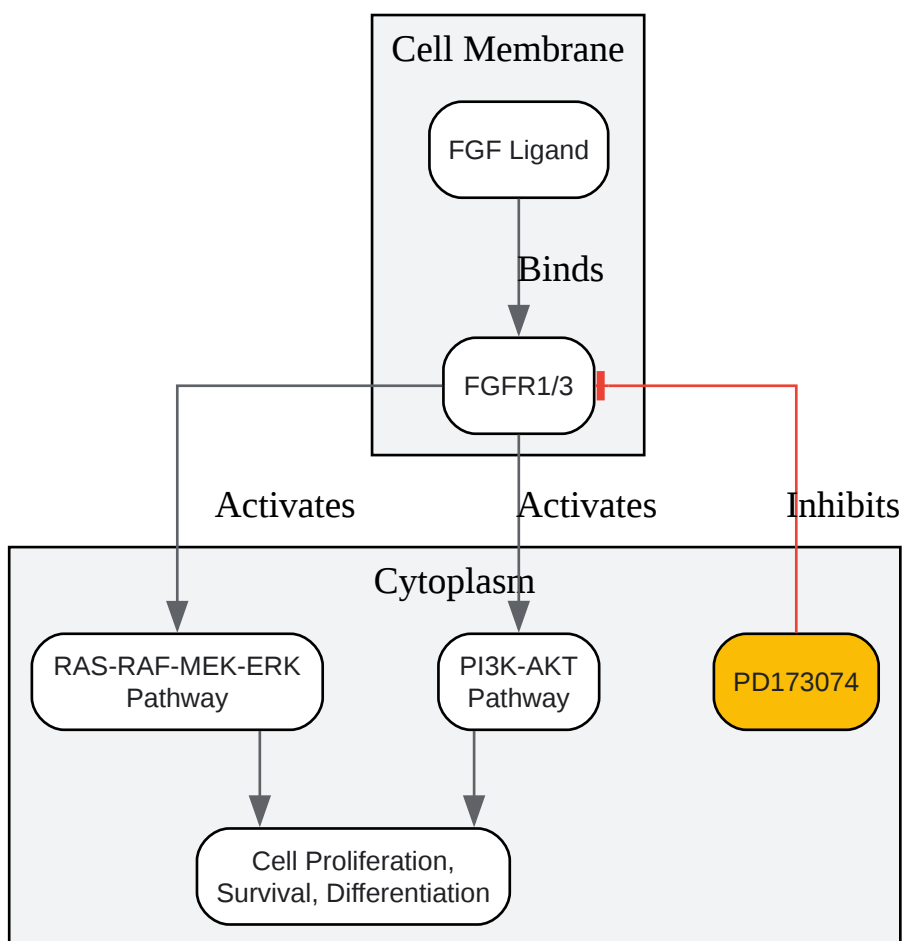 Cell Membrane
FGF Ligand
Binds
FGFR1/3
Activates
Activates
Inhibits
Cytoplasm
RAS-RAF-MEK-ERK
Pathway
PI3K-AKT
Pathway
PD173074
Cell Proliferation,
Survival, Differentiation